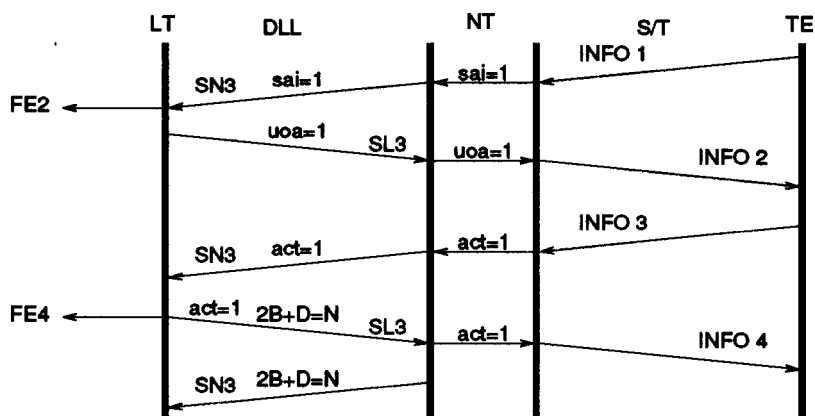 LT DLL NT S/T TE
INFO 1
SN3 sai=1 sai=1
FE2
uoa=1 SL3 uoa=1 INFO 2
INFO 3
SN3 act=1 act=1
FE4 act=1 2B+D=N
SL3 act=1 INFO 4
SN3 2B+D=N